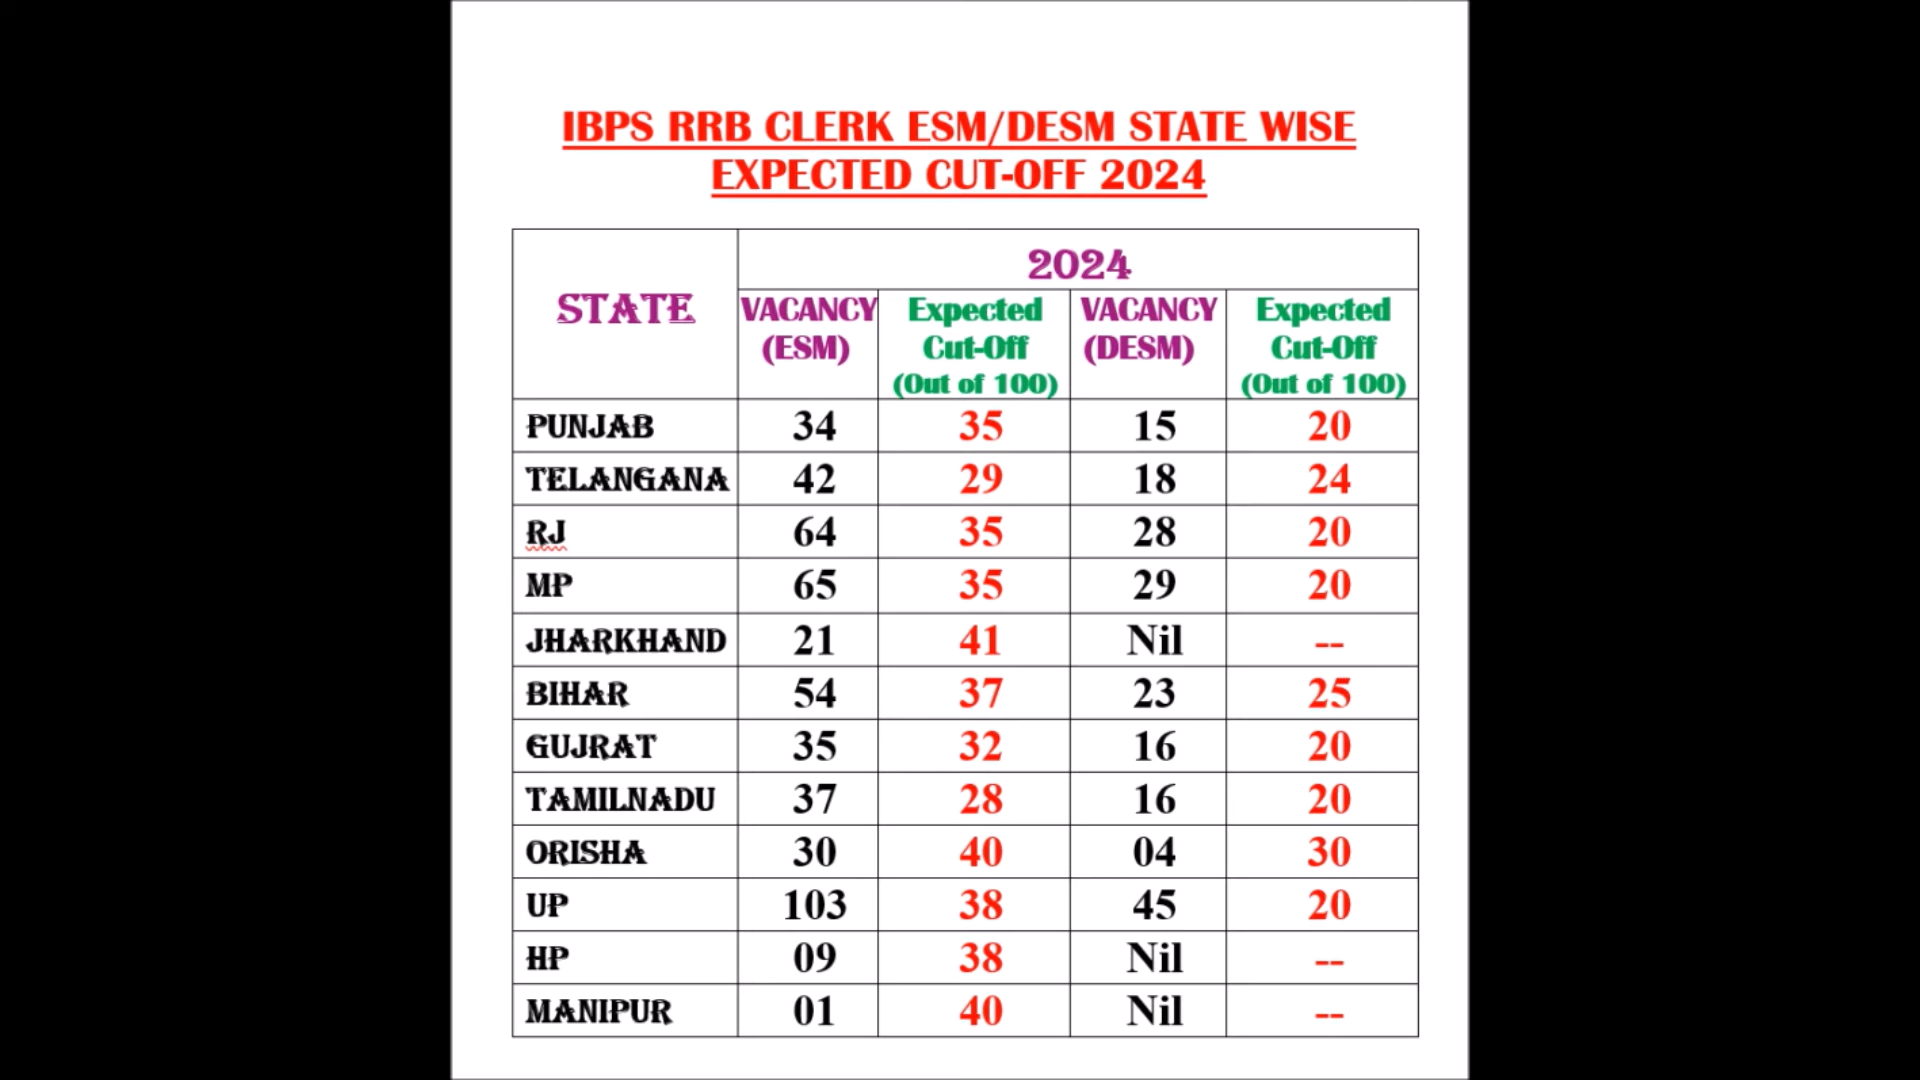 IBPS RRB CLERK ESM/DESM STATE WISE
EXPECTED CUT-OFF 2024
STATE
2024
VACANCY (ESM)
Expected Cut-Off (Out of 100)
VACANCY (DESM)
Expected Cut-Off (Out of 100)
PUNJAB 34 35 15 20
TELANGANA 42 29 18 24
RJ 64 35 28 20
MP 65 35 29 20
JHARKHAND 21 41 Nil --
BIHAR 54 37 23 25
GUJRAT 35 32 16 20
TAMILNADU 37 28 16 20
ORISHA 30 40 04 30
UP 103 38 45 20
HP 09 38 Nil --
MANIPUR 01 40 Nil --